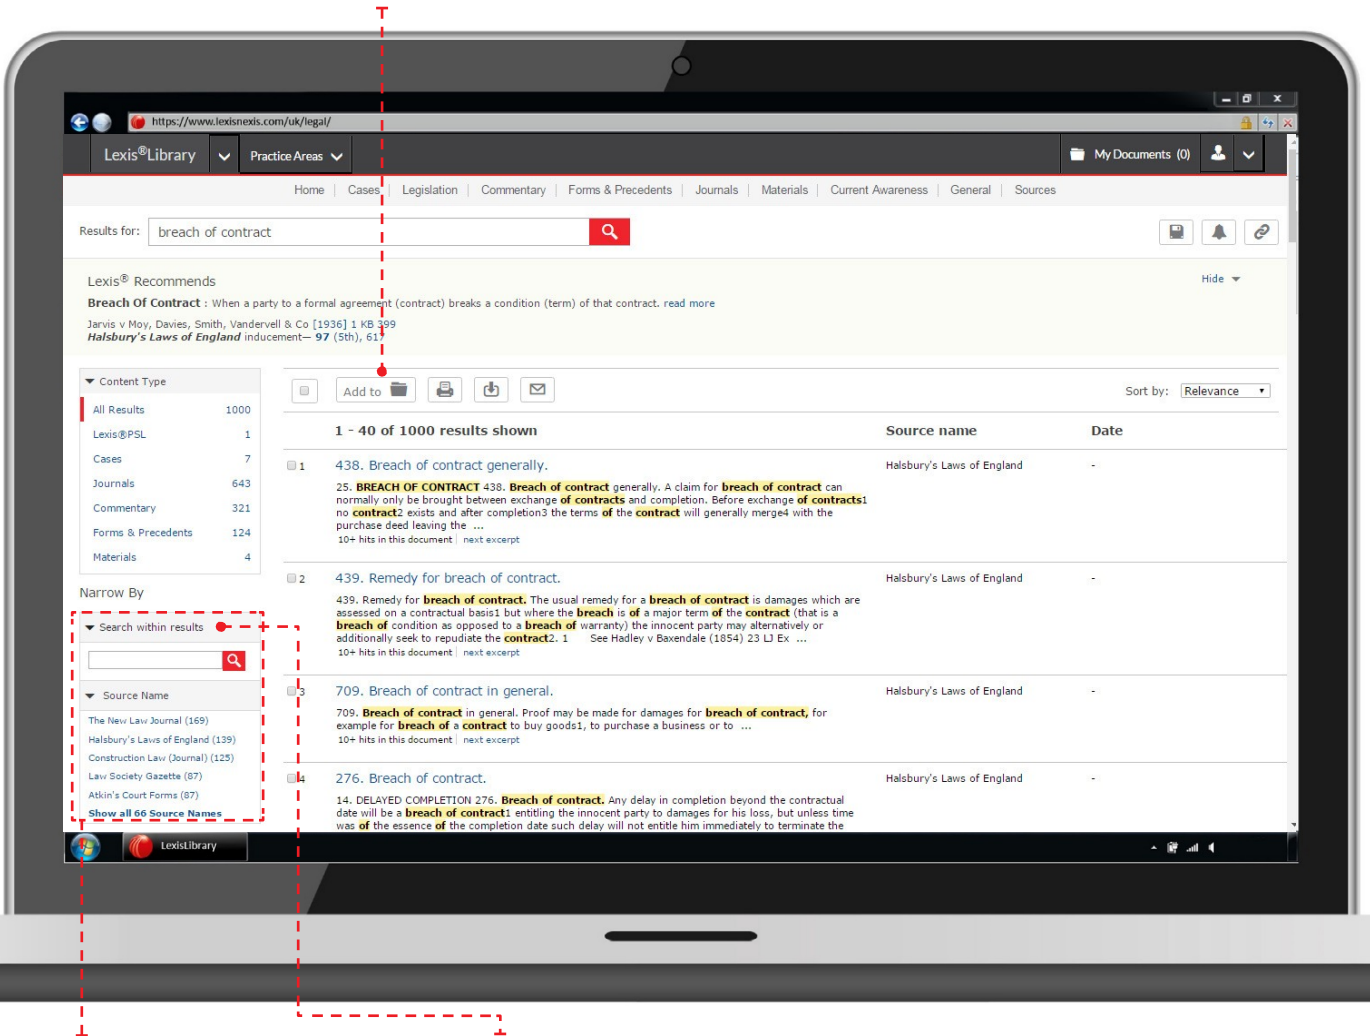 https://www.lexisnexis.com/uk/legal/
Lexis®Library
Practice Areas
My Documents (0)
Home | Cases | Legislation | Commentary | Forms & Precedents | Journals | Materials | Current Awareness | General | Sources
Results for: breach of contract
Lexis® Recommends
Hide
Breach Of Contract : When a party to a formal agreement (contract) breaks a condition (term) of that contract. read more
Jarvis v Moy, Davies, Smith, Vandervell & Co [1936] 1 KB 399
Halsbury's Laws of England inducement— 97 (5th), 617
Content Type
All Results 1000
Lexis®PSL 1
Cases 7
Journals 643
Commentary 321
Forms & Precedents 124
Materials 4
Narrow By
Search within results
Source Name
The New Law Journal (169)
Halsbury's Laws of England (139)
Construction Law (Journal) (125)
Law Society Gazette (87)
Atkin's Court Forms (87)
Show all 66 Source Names
Add to
Sort by: Relevance
1 - 40 of 1000 results shown Source name Date
1 438. Breach of contract generally. Halsbury's Laws of England -
25. BREACH OF CONTRACT 438. Breach of contract generally. A claim for breach of contract can
normally only be brought between exchange of contracts and completion. Before exchange of contracts1
no contract2 exists and after completion3 the terms of the contract will generally merge4 with the
purchase deed leaving the ...
10+ hits in this document | next excerpt
2 439. Remedy for breach of contract. Halsbury's Laws of England -
439. Remedy for breach of contract. The usual remedy for a breach of contract is damages which are
assessed on a contractual basis1 but where the breach is of a major term of the contract (that is a
breach of condition as opposed to a breach of warranty) the innocent party may alternatively or
additionally seek to repudiate the contract2. 1 See Hadley v Baxendale (1854) 23 LJ Ex ...
10+ hits in this document | next excerpt
3 709. Breach of contract in general. Halsbury's Laws of England -
709. Breach of contract in general. Proof may be made for damages for breach of contract, for
example for breach of a contract to buy goods1, to purchase a business or to ...
10+ hits in this document | next excerpt
4 276. Breach of contract. Halsbury's Laws of England -
14. DELAYED COMPLETION 276. Breach of contract. Any delay in completion beyond the contractual
date will be a breach of contract1 entitling the innocent party to damages for his loss, but unless time
was of the essence of the completion date such delay will not entitle him immediately to terminate the
LexisLibrary